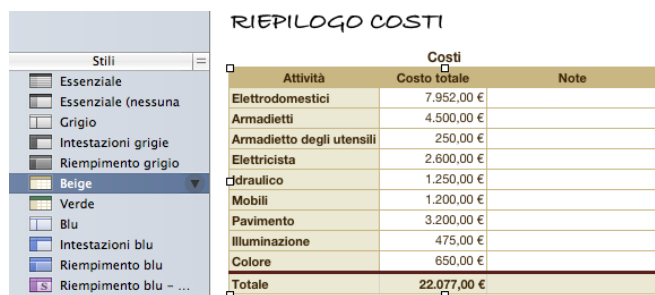 RIEPILOGO COSTI
Stili
Essenziale
Essenziale (nessuna
Grigio
Intestazioni grigie
Riempimento grigio
Beige
Verde
Blu
Intestazioni blu
Riempimento blu
S Riempimento blu – ...
Costi
Attività Costo totale Note
Elettrodomestici 7.952,00 €
Armadietti 4.500,00 €
Armadietto degli utensili 250,00 €
Elettricista 2.600,00 €
Idraulico 1.250,00 €
Mobili 1.200,00 €
Pavimento 3.200,00 €
Illuminazione 475,00 €
Colore 650,00 €
Totale 22.077,00 €